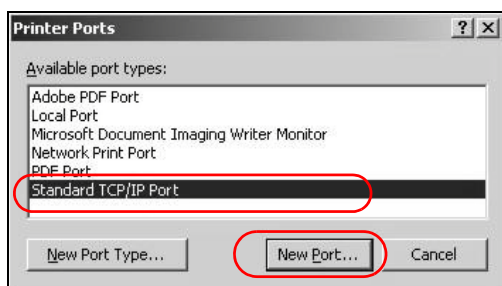 Printer Ports
Available port types:
Adobe PDF Port
Local Port
Microsoft Document Imaging Writer Monitor
Network Print Port
PDF Port
Standard TCP/IP Port
New Port Type... New Port... Cancel